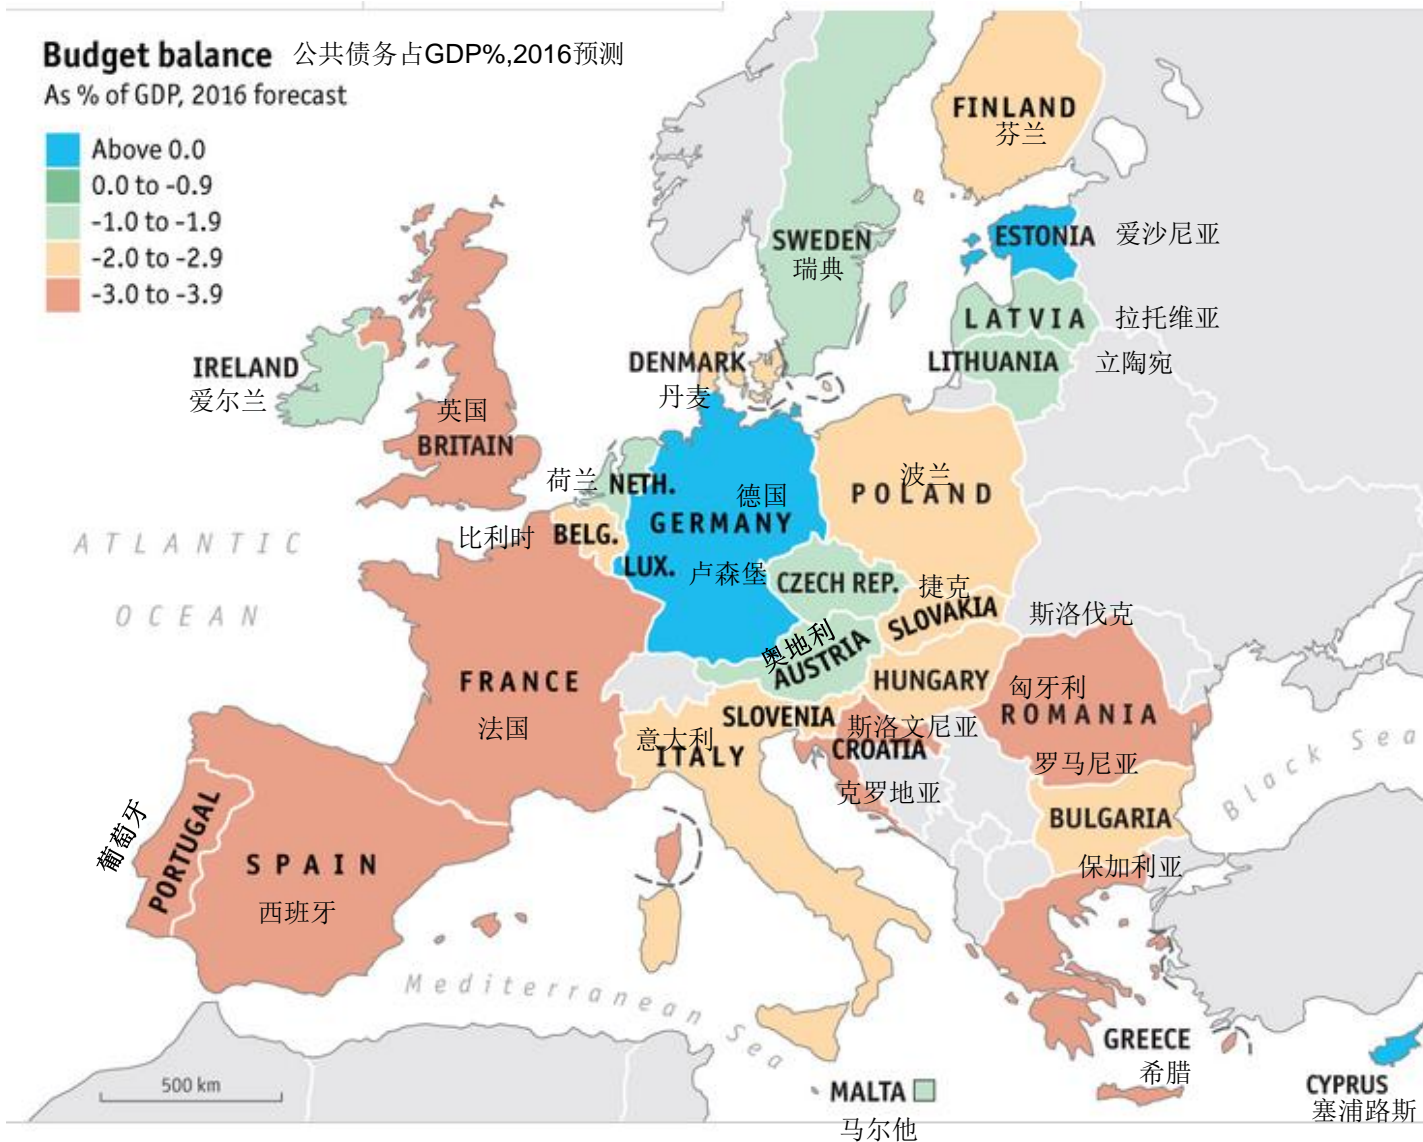 Budget balance 公共债务占GDP%,2016预测
As % of GDP, 2016 forecast
Above 0.0
0.0 to -0.9
-1.0 to -1.9
-2.0 to -2.9
-3.0 to -3.9
FINLAND
芬兰
SWEDEN
瑞典
ESTONIA 爱沙尼亚
LATVIA 拉托维亚
LITHUANIA 立陶宛
IRELAND
爱尔兰
DENMARK
丹麦
英国
BRITAIN
荷兰 NETH.
德国
GERMANY
波兰
POLAND
比利时 BELG.
LUX. 卢森堡
CZECH REP. 捷克
SLOVAKIA 斯洛伐克
ATLANTIC
OCEAN
奥地利
AUSTRIA
HUNGARY 匈牙利
FRANCE
法国
SLOVENIA 斯洛文尼亚
意大利
ITALY
CROATIA
克罗地亚
ROMANIA
罗马尼亚
Black Sea
BULGARIA
保加利亚
葡萄牙
PORTUGAL
SPAIN
西班牙
Mediterranean Sea
GREECE
希腊
500 km
MALTA
马尔他
CYPRUS
塞浦路斯